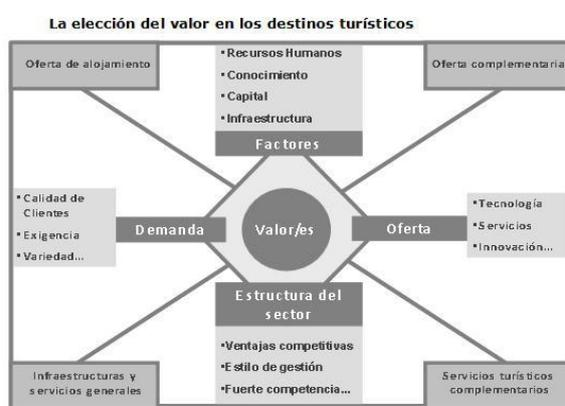 La elección del valor en los destinos turísticos
Oferta de alojamiento
• Recursos Humanos
• Conocimiento
• Capital
• Infraestructura
Factores
Oferta complementaria
• Calidad de
Clientes
• Exigencia
• Variedad...
Demanda
Valor/es
Oferta
• Tecnología
• Servicios
• Innovación...
Estructura del
sector
• Ventajas competitivas
• Estilo de gestión
• Fuerte competencia...
Infraestructuras y
servicios generales
Servicios turísticos
complementarios